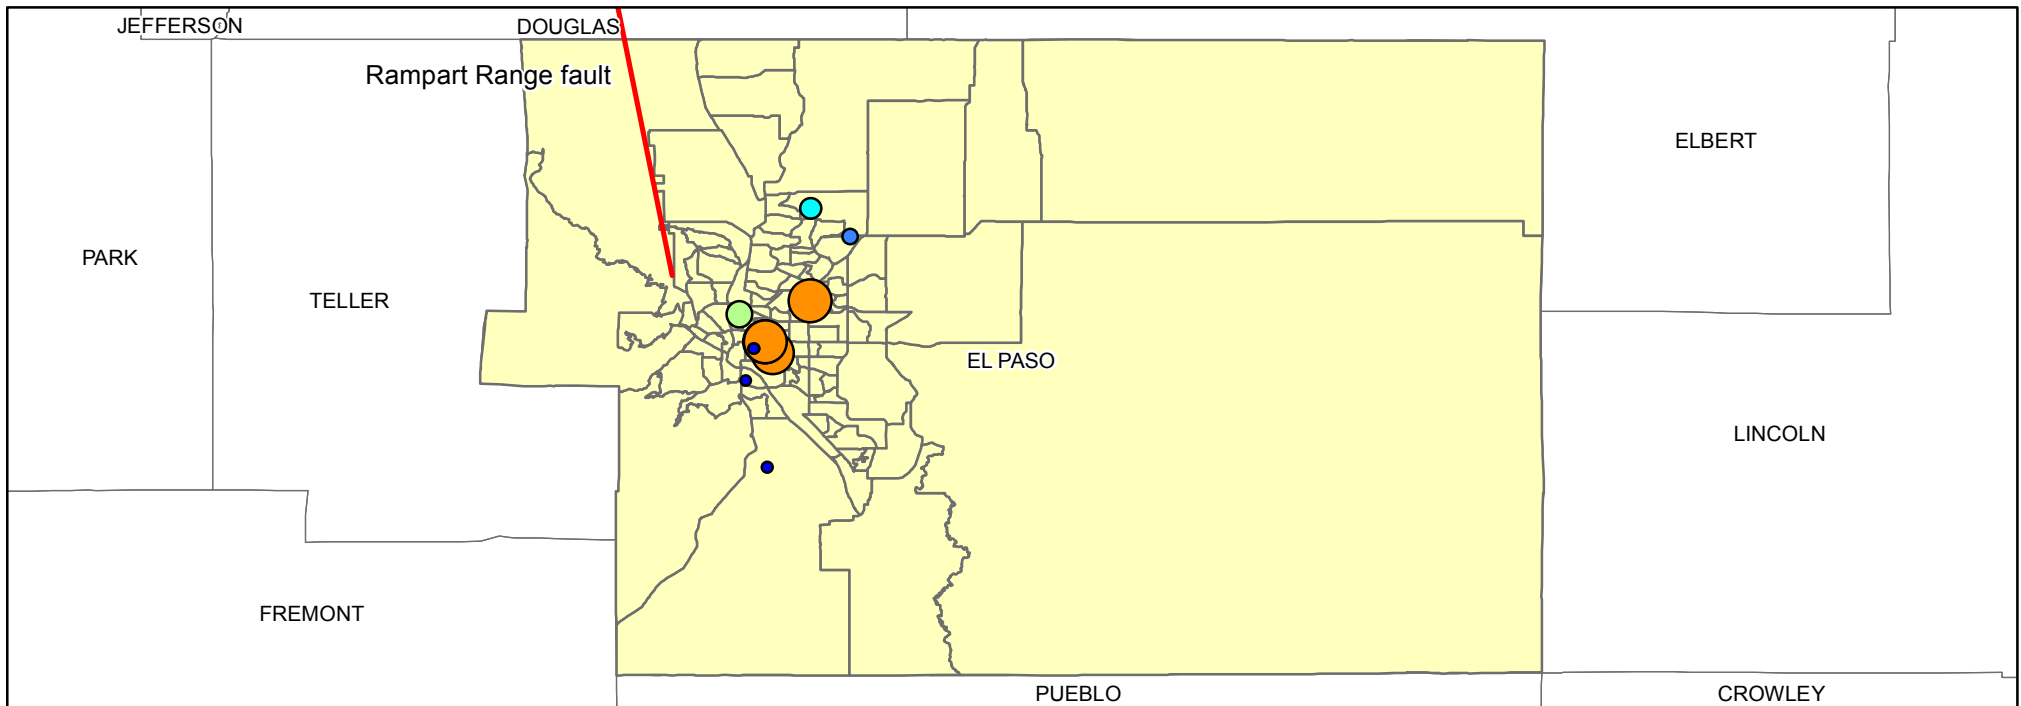 JEFFERSON
DOUGLAS
Rampart Range fault
ELBERT
PARK
TELLER
EL PASO
LINCOLN
FREMONT
PUEBLO
CROWLEY